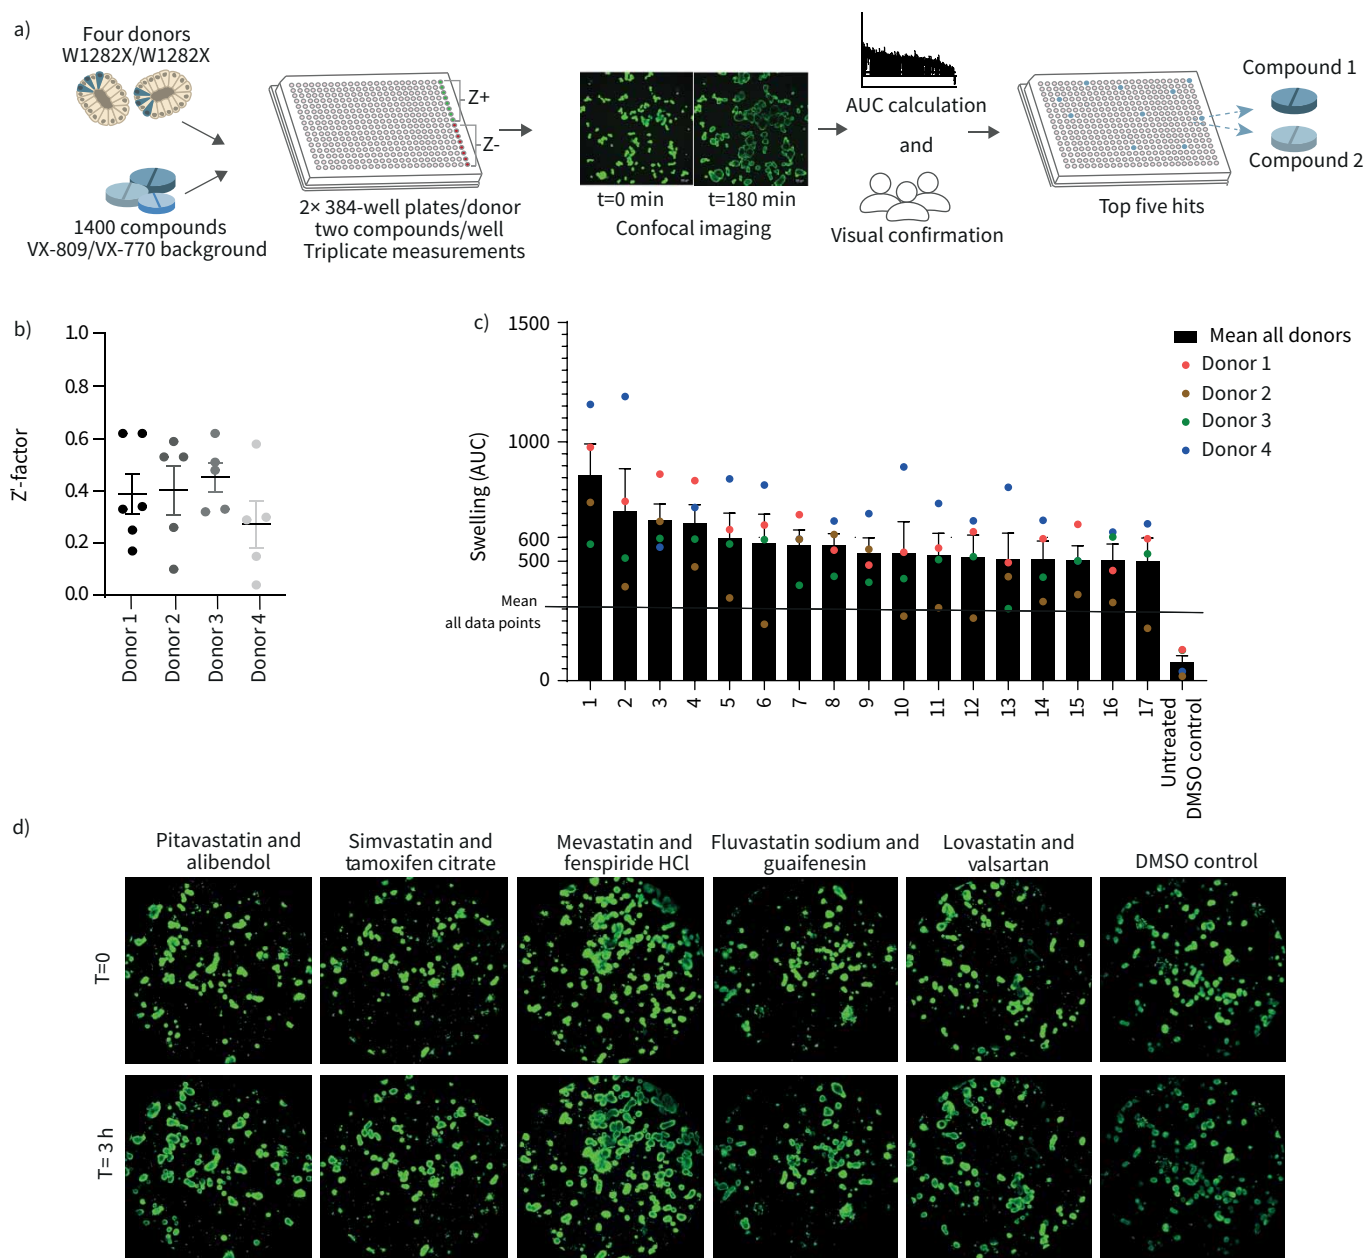 a)
Four donors
W1282X/W1282X
1400 compounds
VX-809/VX-770 background
Z+
Z-
2× 384-well plates/donor
two compounds/well
Triplicate measurements
t=0 min
t=180 min
Confocal imaging
AUC calculation
and
Visual confirmation
Top five hits
Compound 1
Compound 2
b)
Z'-factor
1.0
0.8
0.6
0.4
0.2
0.0
Donor 1
Donor 2
Donor 3
Donor 4
c)
Swelling (AUC)
1500
1000
600
500
0
Mean
all data points
1
2
3
4
5
6
7
8
9
10
11
12
13
14
15
16
17
Untreated
DMSO control
Mean all donors
Donor 1
Donor 2
Donor 3
Donor 4
d)
Pitavastatin and
alibendol
Simvastatin and
tamoxifen citrate
Mevastatin and
fenspiride HCl
Fluvastatin sodium and
guaifenesin
Lovastatin and
valsartan
DMSO control
T=0
T= 3 h